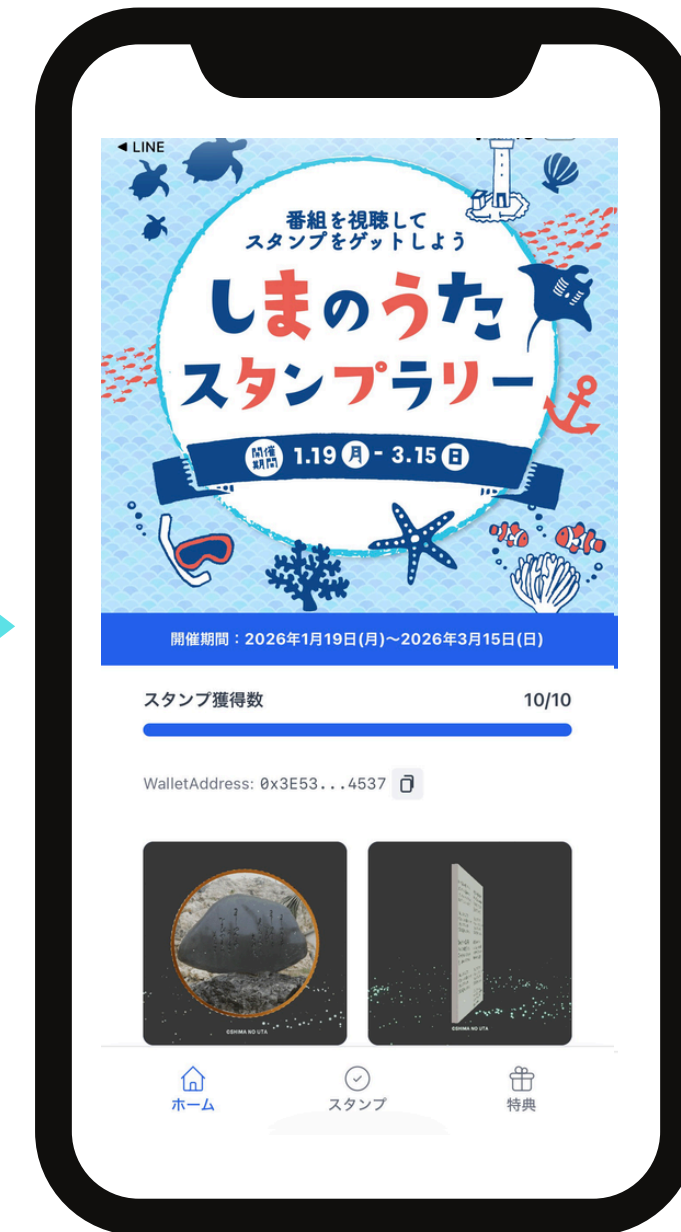 ◀ LINE
番組を視聴して
スタンプをゲットしよう
しまのうた
スタンプラリー
開催期間 1.19 月 - 3.15 日
開催期間：2026年1月19日(月)〜2026年3月15日(日)
スタンプ獲得数 10/10
WalletAddress: 0x3E53...4537
©SHIMA NO UTA
©SHIMA NO UTA
ホーム スタンプ 特典